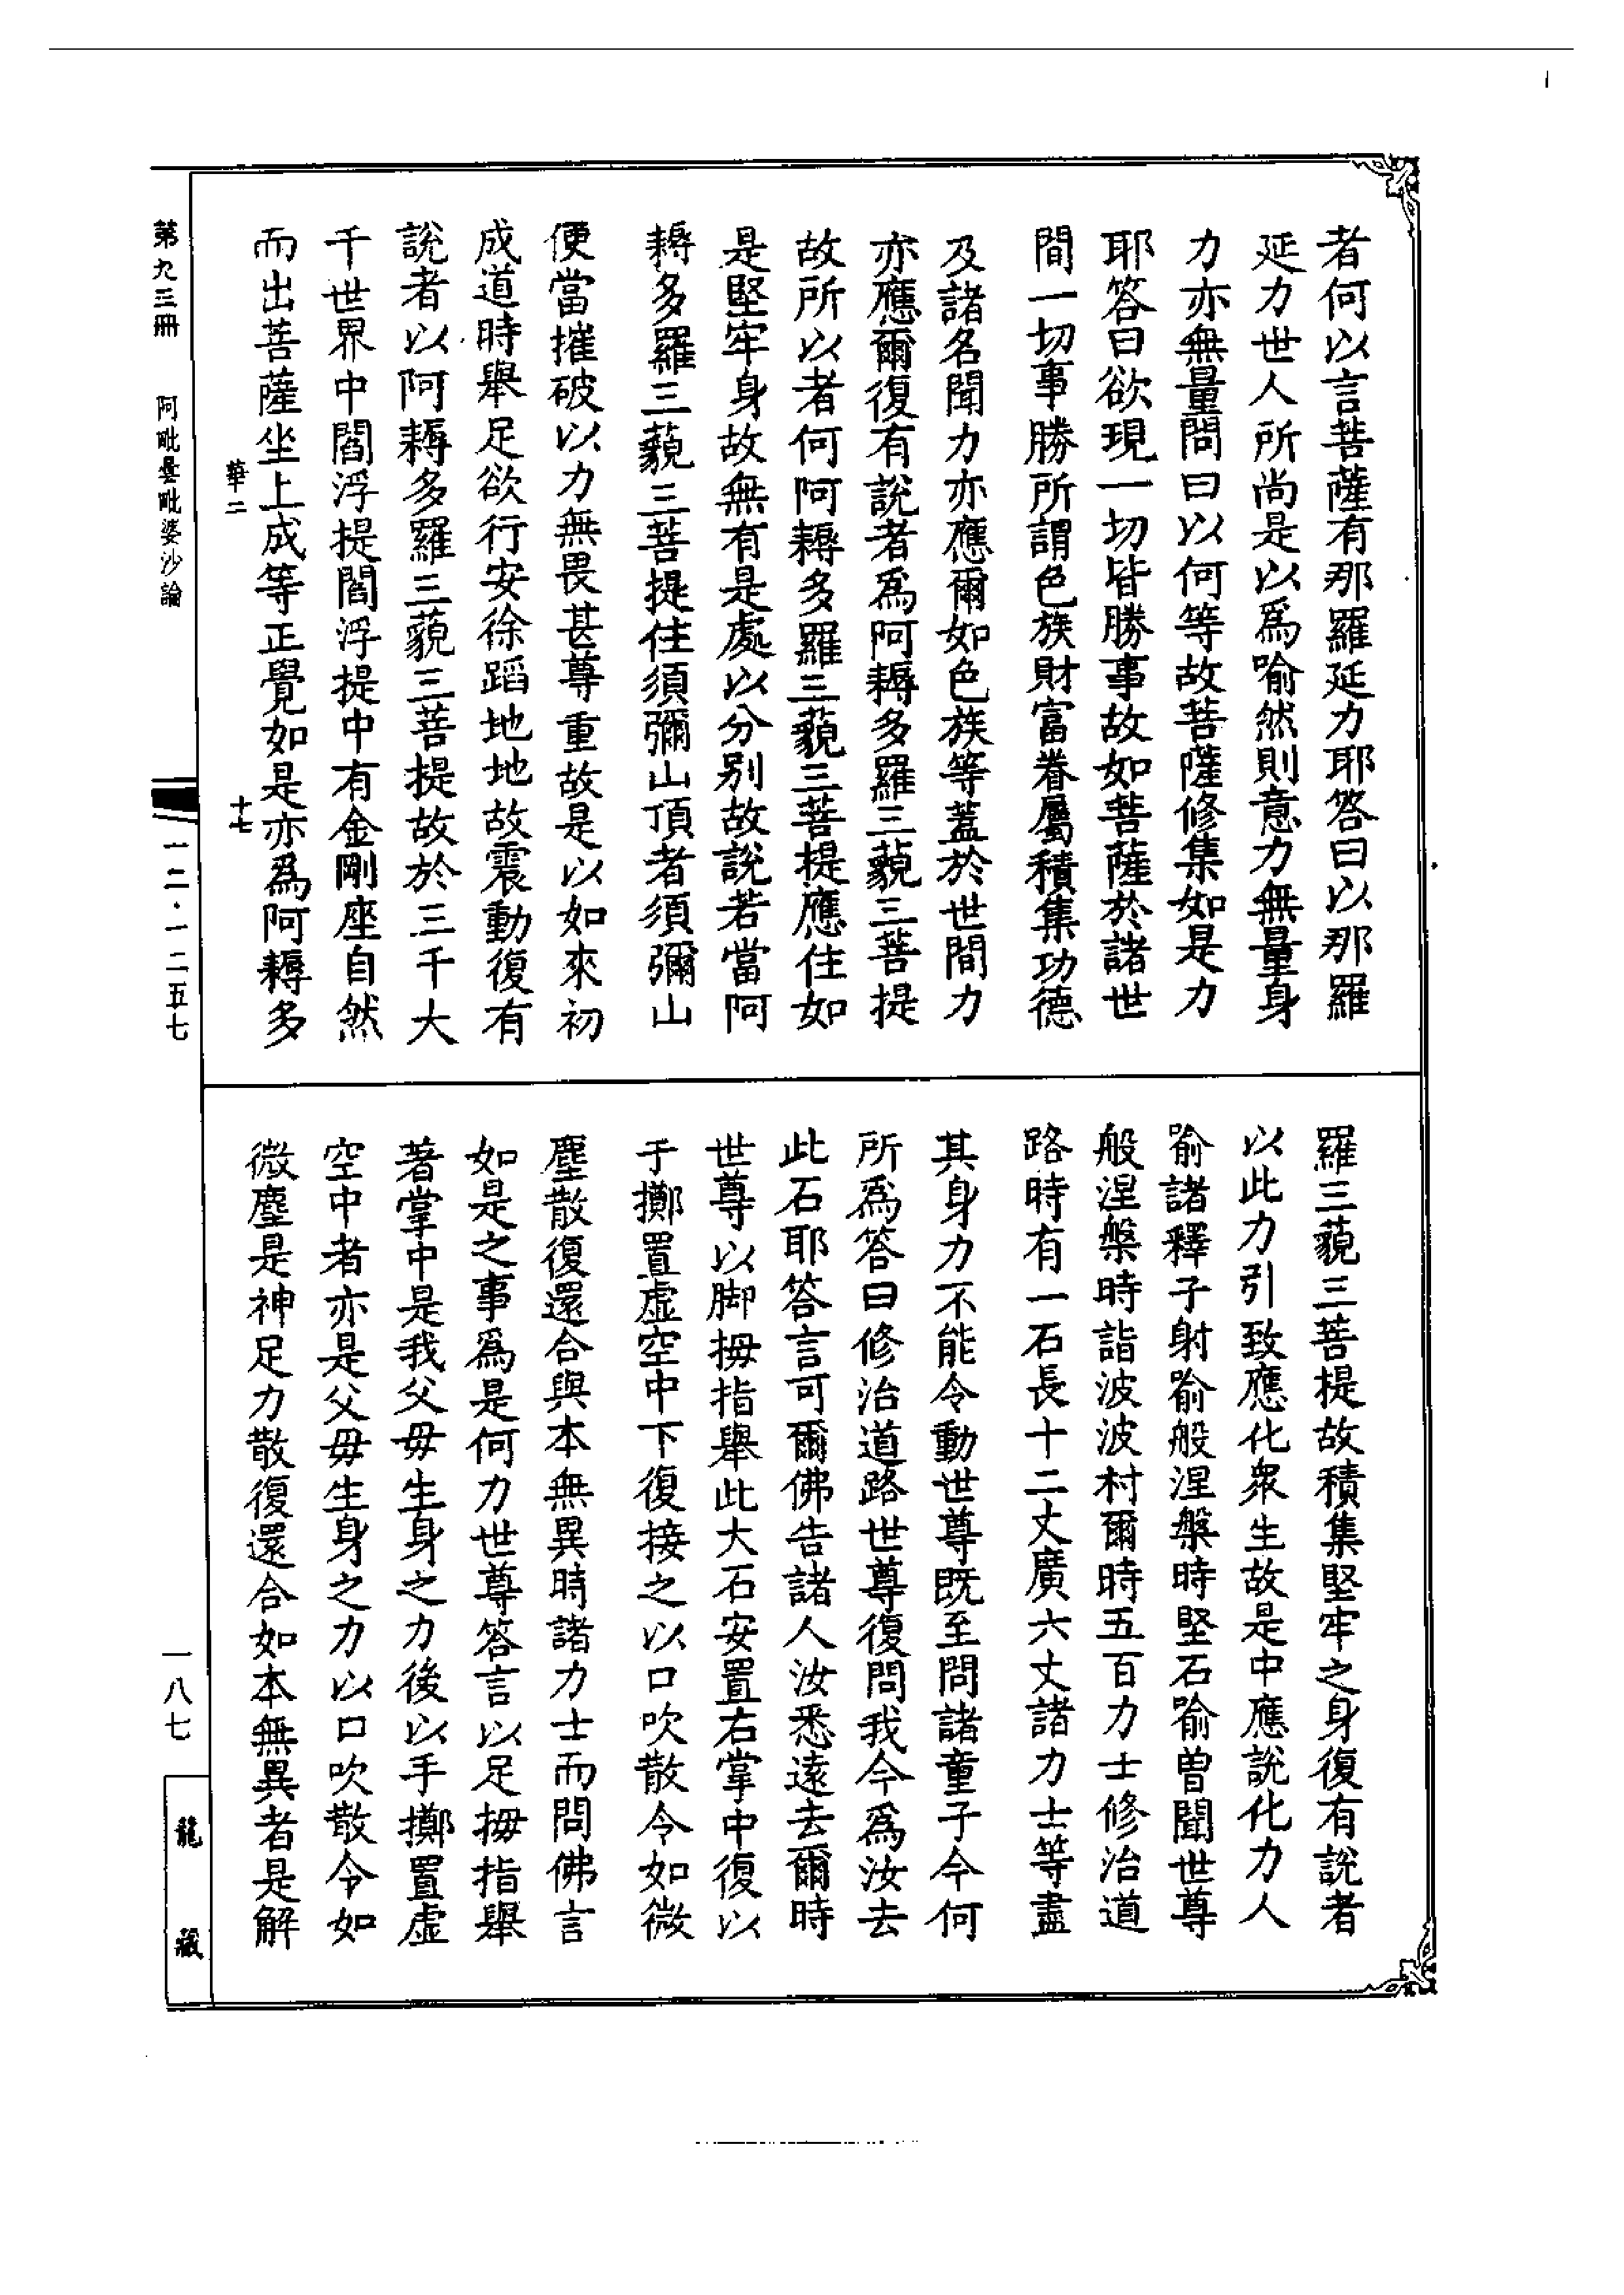 者何以言菩薩有那羅延力耶答曰以那羅
延力世人所尚是以爲喻然則意力無量身
力亦無量問曰以何等故菩薩修集如是力
耶答曰欲現一切皆勝事故如菩薩於諸世
間一切事勝所謂色族財富眷屬積集功德
及諸名聞力亦應爾如色族等蓋於世間力
亦應爾復有說者爲阿耨多羅三藐三菩提
故所以者何阿耨多羅三藐三菩提應住如
是堅牢身故無有是處以分別故說若當阿
耨多羅三藐三菩提住須彌山頂者須彌山
便當摧破以力無畏甚尊重故是以如來初
成道時舉足欲行安徐蹈地地故震動復有
說者以阿耨多羅三藐三菩提故於三千大
千世界中閻浮提閻浮提中有金剛座自然
而出菩薩坐上成等正覺如是亦爲阿耨多
羅三藐三菩提故積集堅牢之身復有說者
以此力引致應化衆生故是中應說化力人
喻諸釋子射喻般涅槃時堅石喻曾聞世尊
般涅槃時詣波波村爾時五百力士修治道
路時有一石長十二丈廣六丈諸力士等盡
其身力不能令動世尊既至問諸童子今何
所爲答曰修治道路世尊復問我今爲汝去
此石耶答言可爾佛告諸人汝悉遠去爾時
世尊以脚拇指舉此大石安置右掌中復以
手擲置虛空中下復接之以口吹散令如微
塵散復還合與本無異時諸力士而問佛言
如是之事爲是何力世尊答言以足拇指舉
著掌中是我父母生身之力後以手擲置虛
空中者亦是父母生身之力以口吹散令如
微塵是神足力散復還合如本無異者是解
華二
十七
第九三冊
阿毗曇毗婆沙論
一二·一二五七
一八七
龍藏